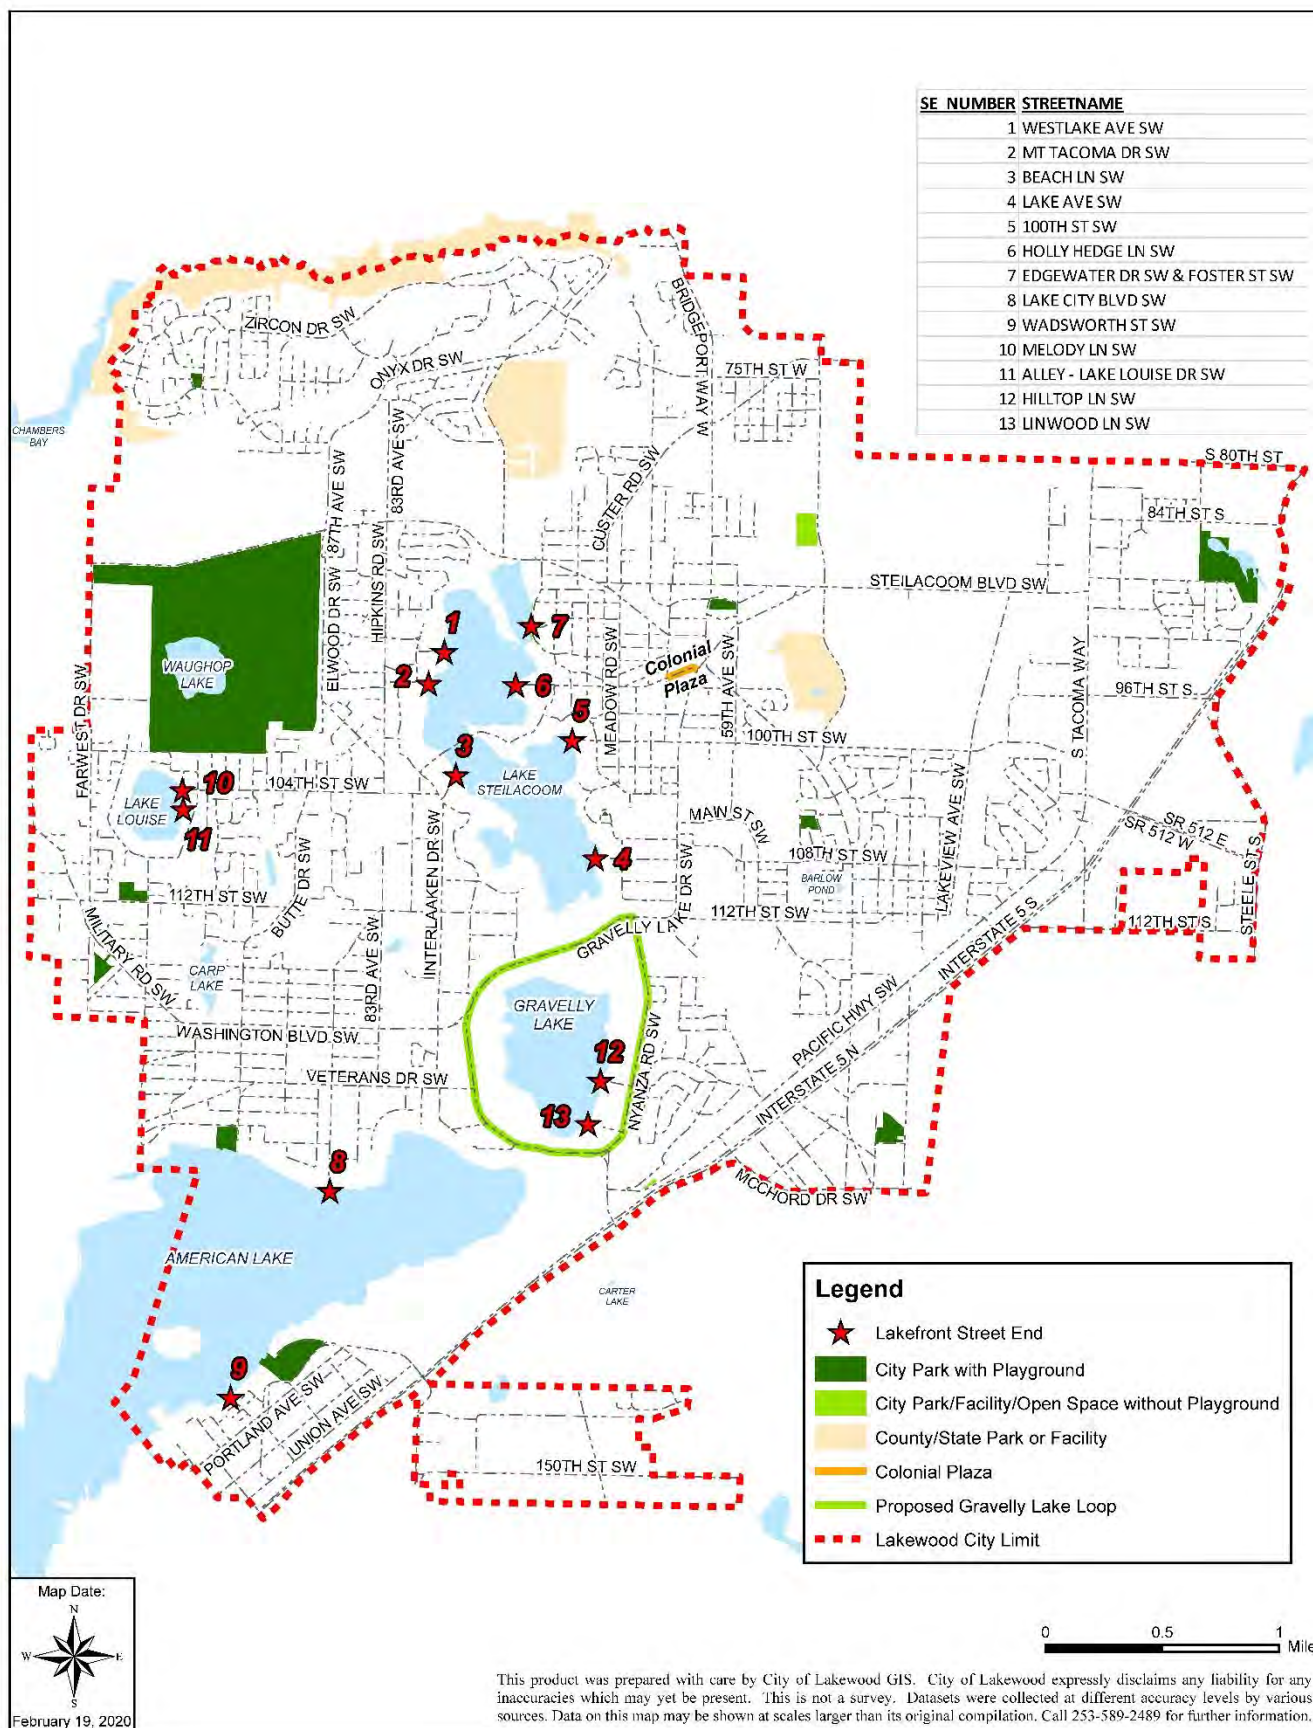 SE_NUMBER STREETNAME
1 WESTLAKE AVE SW
2 MT TACOMA DR SW
3 BEACH LN SW
4 LAKE AVE SW
5 100TH ST SW
6 HOLLY HEDGE LN SW
7 EDGEWATER DR SW & FOSTER ST SW
8 LAKE CITY BLVD SW
9 WADSWORTH ST SW
10 MELODY LN SW
11 ALLEY - LAKE LOUISE DR SW
12 HILLTOP LN SW
13 LINWOOD LN SW
ZIRCON DR SW
ONYX DR SW
BRIDGEPORT WAY W
75TH ST W
CHAMBERS
BAY
83RD AVE SW
87TH AVE SW
CUSTER RD SW
S 80TH ST
84TH ST S
STEILACOOM BLVD SW
HIPKINS RD SW
ELWOOD DR SW
1
7
2
6
5
3
WAUGHOP
LAKE
MEADOW RD SW
Colonial
Plaza
59TH AVE SW
S TACOMA WAY
96TH ST S
FARWEST DR SW
100TH ST SW
104TH ST SW
10
11
LAKE
LOUISE
LAKE
STEILACOOM
4
MAIN ST SW
108TH ST SW
BARLOW
POND
LAKEVIEW AVE SW
SR 512 E
SR 512 W
STEELE ST S
112TH ST SW
BUTTE DR SW
INTERLAAKEN DR SW
GRAVELLY LAKE DR SW
112TH ST SW
112TH ST S
INTERSTATE 5 S
MILITARY RD SW
CARP
LAKE
83RD AVE SW
GRAVELLY
LAKE
WASHINGTON BLVD SW
VETERANS DR SW
12
13
NYANZA RD SW
PACIFIC HWY SW
INTERSTATE 5 N
MCCHORD DR SW
8
AMERICAN LAKE
CARTER
LAKE
9
PORTLAND AVE SW
UNION AVE SW
150TH ST SW
Legend
Lakefront Street End
City Park with Playground
City Park/Facility/Open Space without Playground
County/State Park or Facility
Colonial Plaza
Proposed Gravelly Lake Loop
Lakewood City Limit
Map Date:
N
W E
S
February 19, 2020
0 0.5 1
Mile
This product was prepared with care by City of Lakewood GIS. City of Lakewood expressly disclaims any liability for any
inaccuracies which may yet be present. This is not a survey. Datasets were collected at different accuracy levels by various
sources. Data on this map may be shown at scales larger than its original compilation. Call 253-589-2489 for further information.